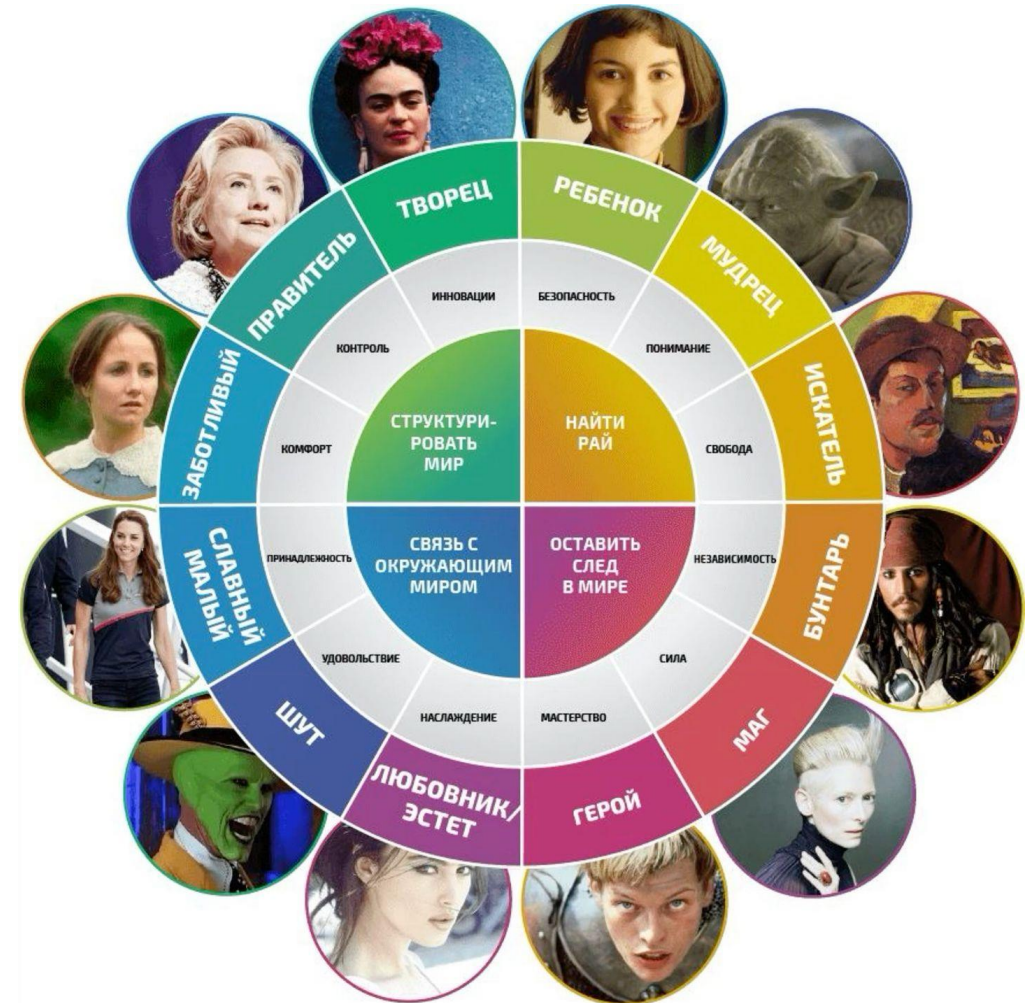 ТВОРЕЦ
РЕБЕНОК
МУДРЕЦ
ИСКАТЕЛЬ
БУНТАРЬ
МАГ
ГЕРОЙ
ЛЮБОВНИК/
ЭСТЕТ
ШУТ
СЛАВНЫЙ
МАЛЫЙ
ЗАБОТЛИВЫЙ
ПРАВИТЕЛЬ
ИННОВАЦИИ
БЕЗОПАСНОСТЬ
ПОНИМАНИЕ
СВОБОДА
НЕЗАВИСИМОСТЬ
СИЛА
МАСТЕРСТВО
НАСЛАЖДЕНИЕ
УДОВОЛЬСТВИЕ
ПРИНАДЛЕЖНОСТЬ
КОМФОРТ
КОНТРОЛЬ
СТРУКТУРИ-
РОВАТЬ
МИР
НАЙТИ
РАЙ
СВЯЗЬ С
ОКРУЖАЮЩИМ
МИРОМ
ОСТАВИТЬ
СЛЕД
В МИРЕ